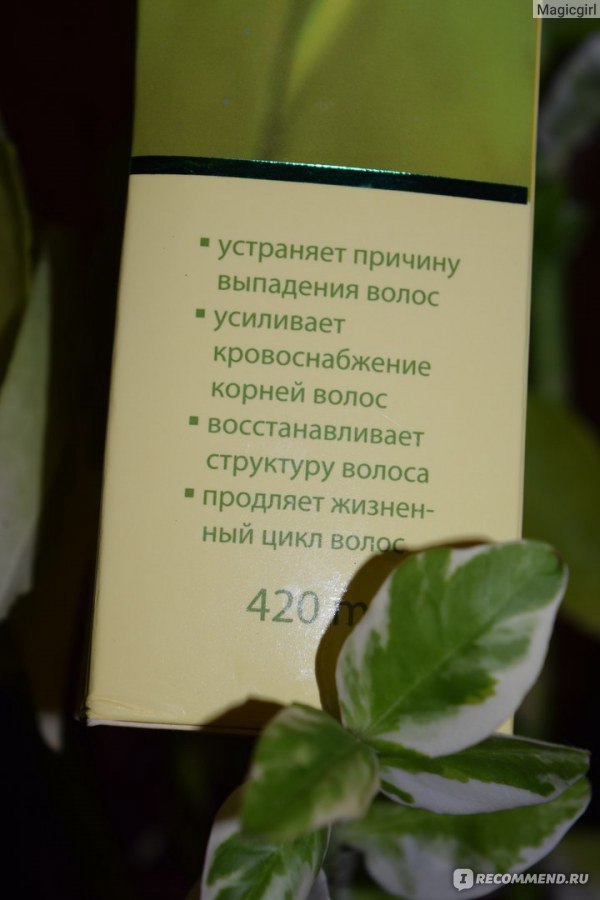 Magicgirl
▪ устраняет причину
выпадения волос
▪ усиливает
кровоснабжение
корней волос
▪ восстанавливает
структуру волоса
▪ продляет жизнен-
ный цикл волос
420 m
I RECOMMEND.RU